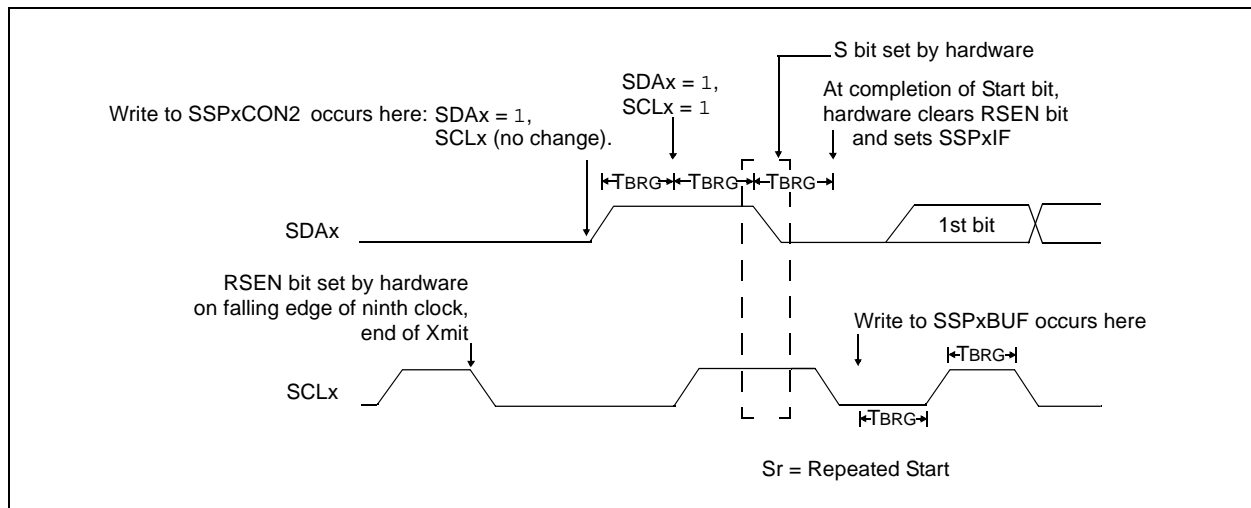 S bit set by hardware
SDAx = 1,
SCLx = 1
At completion of Start bit,
hardware clears RSEN bit
and sets SSPxIF
Write to SSPxCON2 occurs here: SDAx = 1,
SCLx (no change).
TBRG TBRG TBRG
SDAx
1st bit
RSEN bit set by hardware
on falling edge of ninth clock,
end of Xmit
Write to SSPxBUF occurs here
TBRG
SCLx
TBRG
Sr = Repeated Start